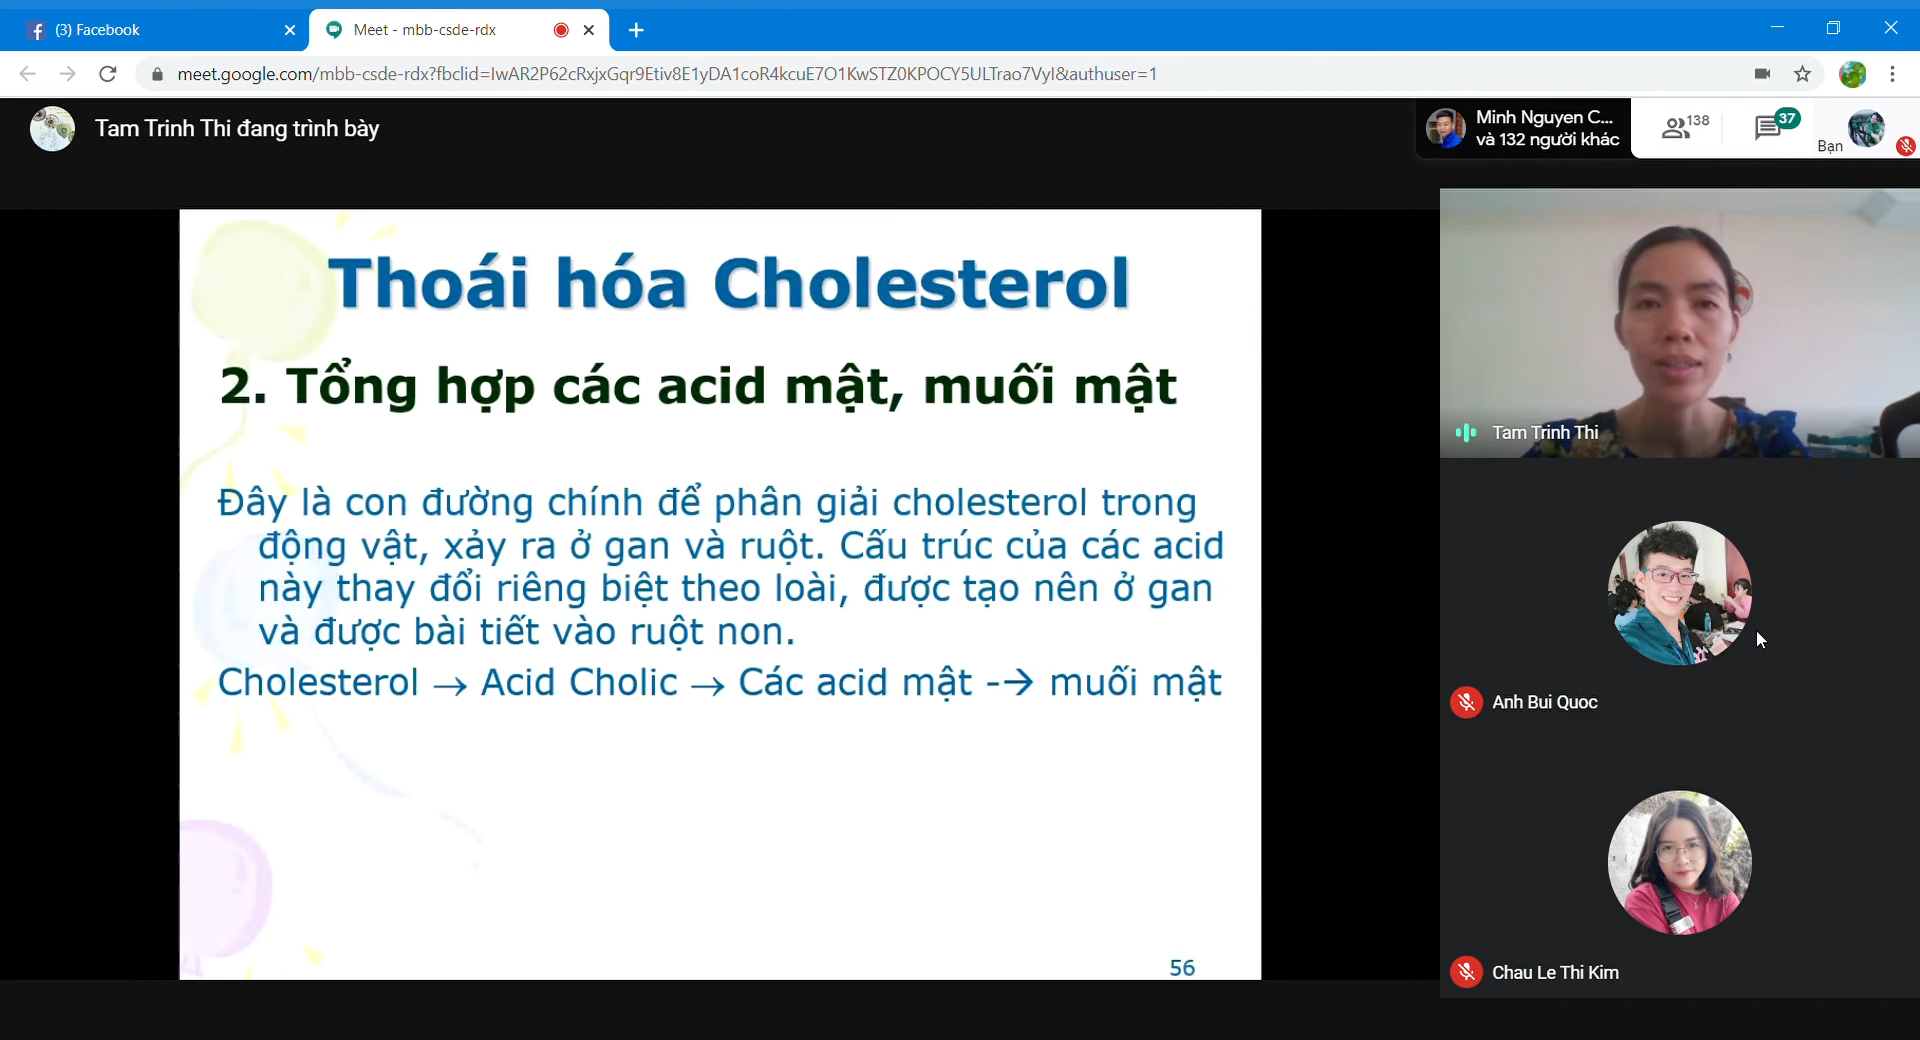 (3) Facebook
Meet - mbb-csde-rdx
meet.google.com/mbb-csde-rdx?fbclid=IwAR2P62cRxjxGqr9Etiv8E1yDA1coR4kcuE7O1KwSTZ0KPOCY5ULTrao7VyI&authuser=1
Tam Trinh Thi đang trình bày
Minh Nguyen C...
và 132 người khác
138
37
Bạn
Thoái hóa Cholesterol
2. Tổng hợp các acid mật, muối mật
Đây là con đường chính để phân giải cholesterol trong
động vật, xảy ra ở gan và ruột. Cấu trúc của các acid
này thay đổi riêng biệt theo loài, được tạo nên ở gan
và được bài tiết vào ruột non.
Cholesterol → Acid Cholic → Các acid mật -→ muối mật
56
Tam Trinh Thi
Anh Bui Quoc
Chau Le Thi Kim